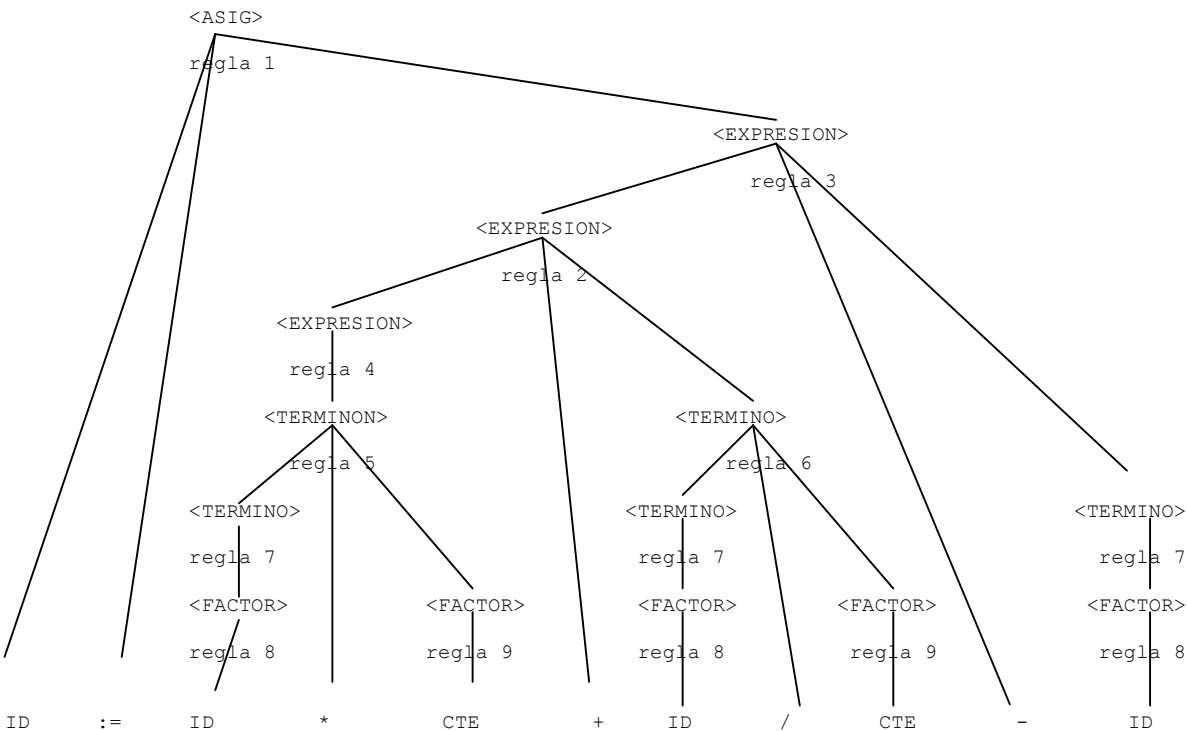 <ASIG>
regla 1
<EXPRESION>
regla 3
<EXPRESION>
regla 2
<EXPRESION>
regla 4
<TERMINON> <TERMINO>
regla 5 regla 6
<TERMINO> <TERMINO> <TERMINO>
regla 7 regla 7 regla 7
<FACTOR> <FACTOR> <FACTOR> <FACTOR> <FACTOR>
regla 8 regla 9 regla 8 regla 9 regla 8
ID := ID * CTE + ID / CTE - ID